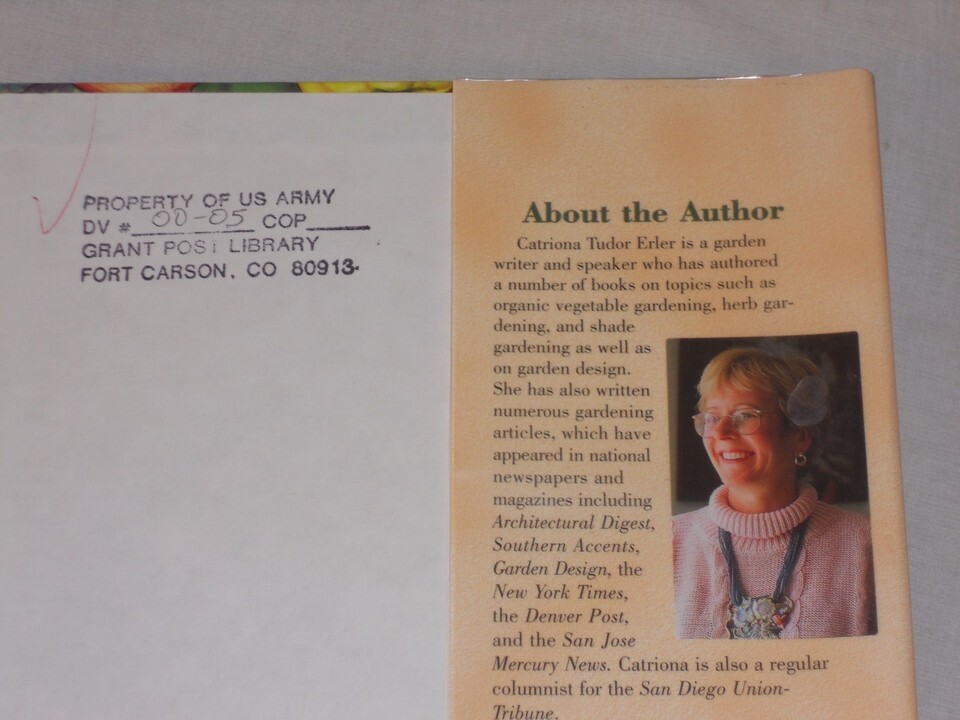 PROPERTY OF US ARMY
DV # 00-05 COP
GRANT POST LIBRARY
FORT CARSON, CO 80913
About the Author
Catriona Tudor Erler is a garden
writer and speaker who has authored
a number of books on topics such as
organic vegetable gardening, herb gar-
dening, and shade
gardening as well as
on garden design.
She has also written
numerous gardening
articles, which have
appeared in national
newspapers and
magazines including
Architectural Digest,
Southern Accents,
Garden Design, the
New York Times,
the Denver Post,
and the San Jose
Mercury News. Catriona is also a regular
columnist for the San Diego Union-
Tribune.